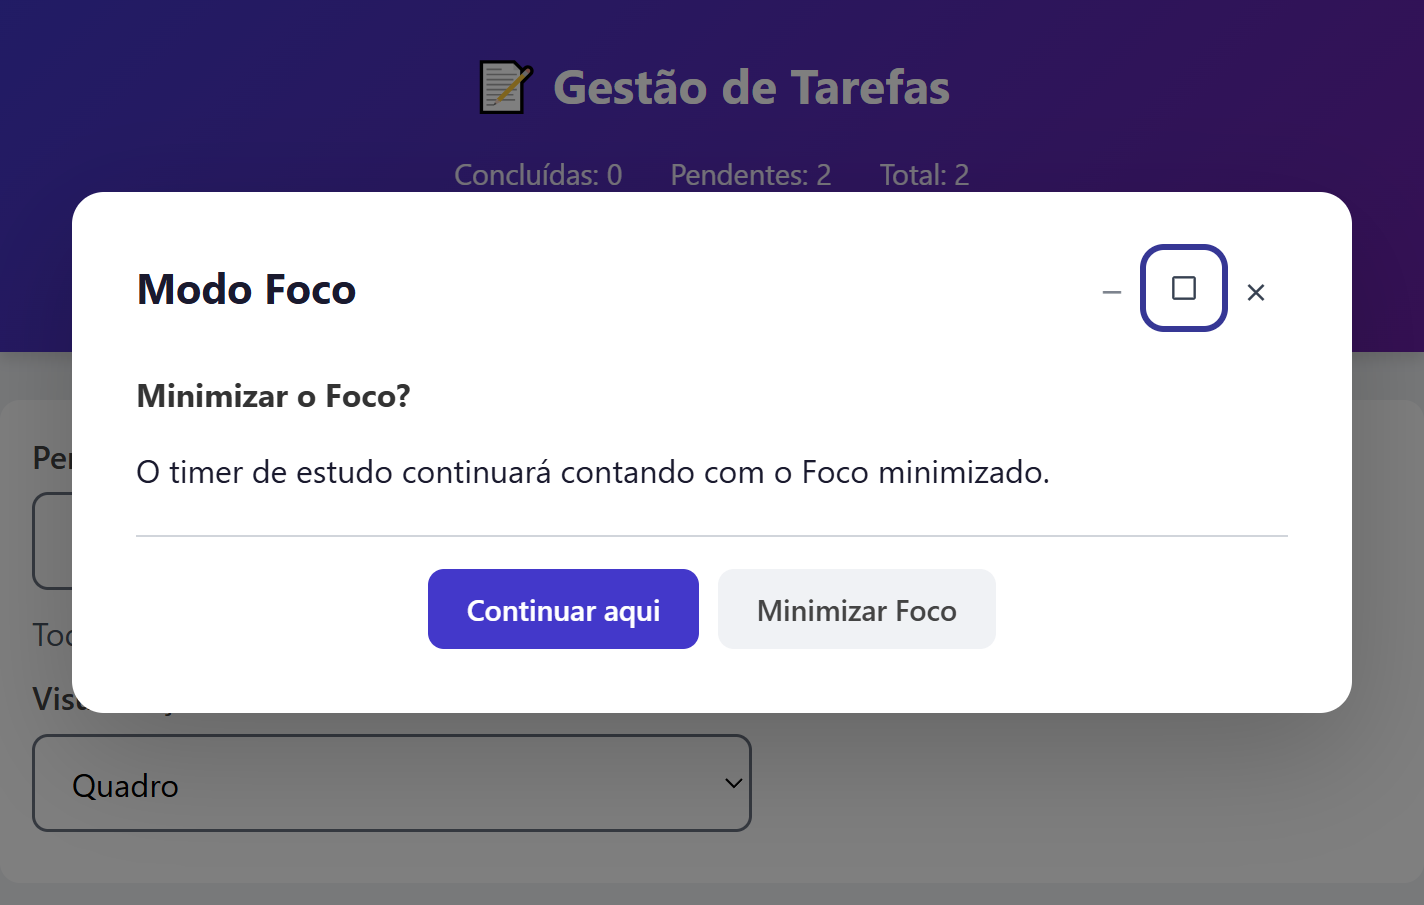 Gestão de Tarefas
Concluídas: 0 Pendentes: 2 Total: 2
Modo Foco
Minimizar o Foco?
O timer de estudo continuará contando com o Foco minimizado.
Continuar aqui Minimizar Foco
Quadro